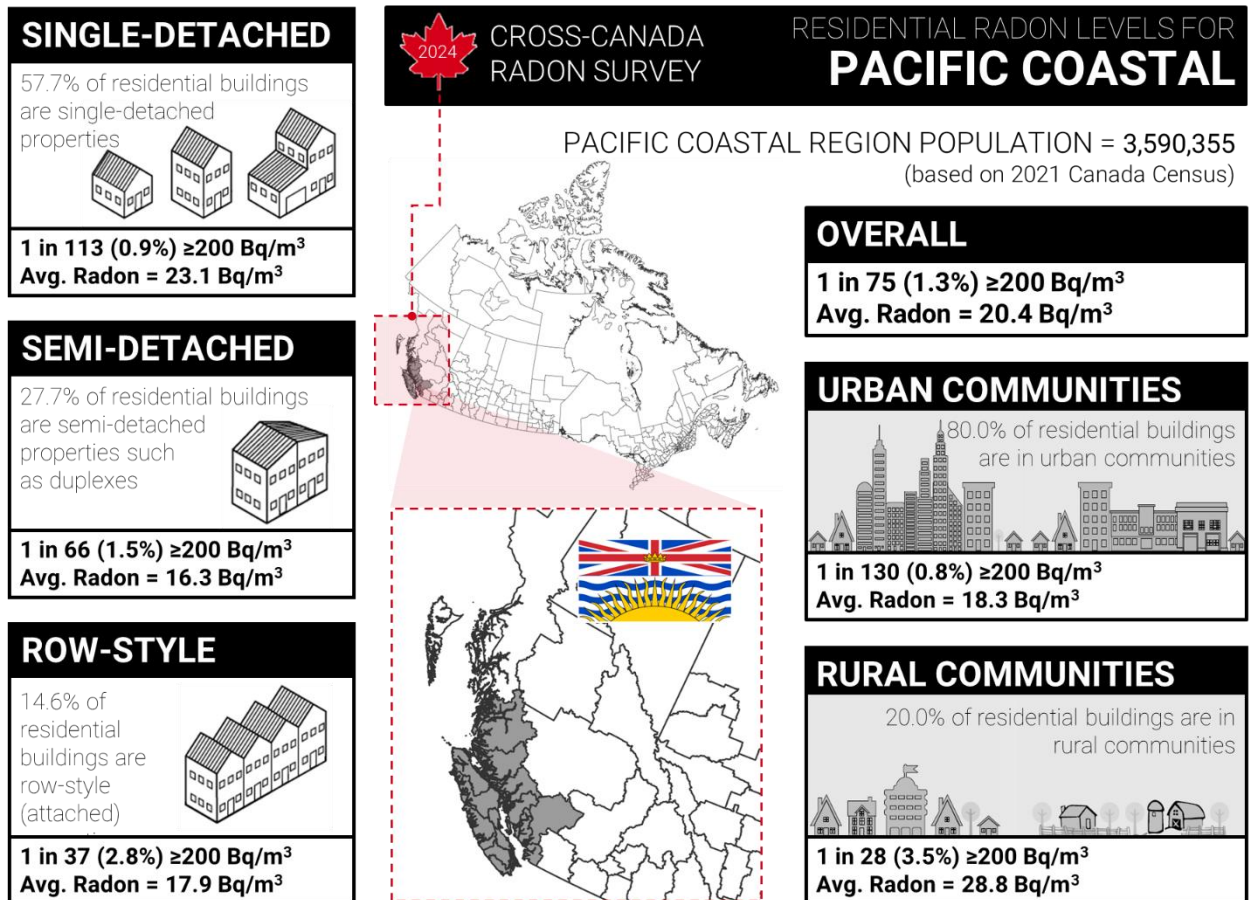 SINGLE-DETACHED
57.7% of residential buildings
are single-detached
properties
1 in 113 (0.9%) ≥200 Bq/m³
Avg. Radon = 23.1 Bq/m³
SEMI-DETACHED
27.7% of residential buildings
are semi-detached
properties such
as duplexes
1 in 66 (1.5%) ≥200 Bq/m³
Avg. Radon = 16.3 Bq/m³
ROW-STYLE
14.6% of
residential
buildings are
row-style
(attached)
1 in 37 (2.8%) ≥200 Bq/m³
Avg. Radon = 17.9 Bq/m³
2024
CROSS-CANADA
RADON SURVEY
RESIDENTIAL RADON LEVELS FOR
PACIFIC COASTAL
PACIFIC COASTAL REGION POPULATION = 3,590,355
(based on 2021 Canada Census)
OVERALL
1 in 75 (1.3%) ≥200 Bq/m³
Avg. Radon = 20.4 Bq/m³
URBAN COMMUNITIES
80.0% of residential buildings
are in urban communities
1 in 130 (0.8%) ≥200 Bq/m³
Avg. Radon = 18.3 Bq/m³
RURAL COMMUNITIES
20.0% of residential buildings are in
rural communities
1 in 28 (3.5%) ≥200 Bq/m³
Avg. Radon = 28.8 Bq/m³